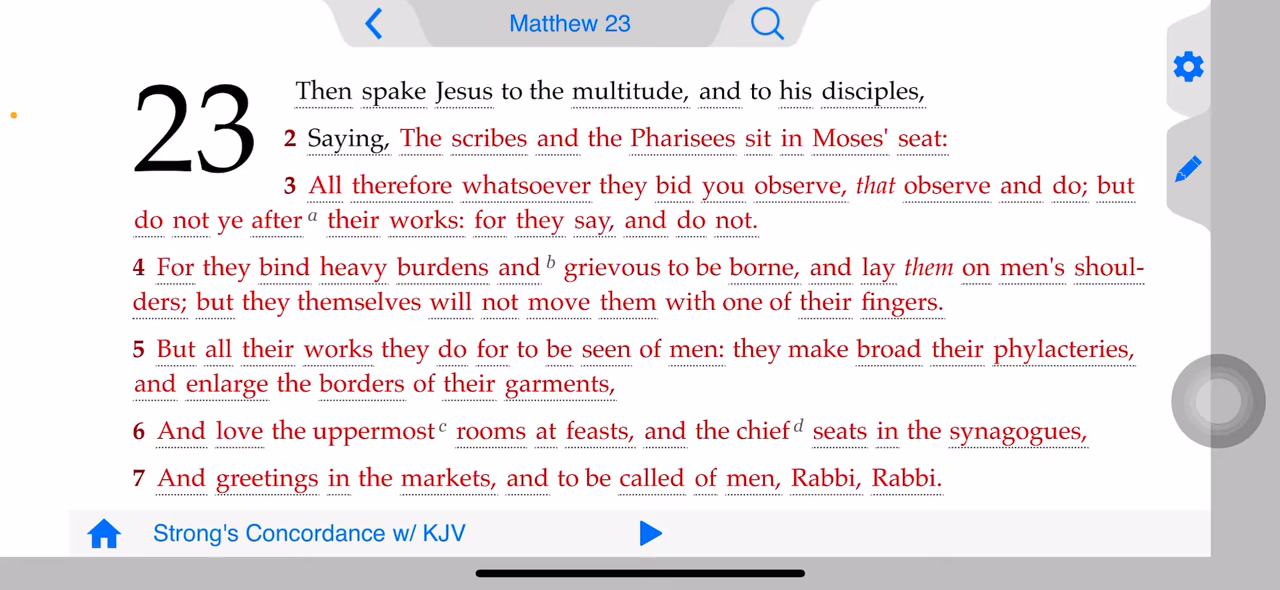 Matthew 23
23 Then spake Jesus to the multitude, and to his disciples,
2 Saying, The scribes and the Pharisees sit in Moses' seat:
3 All therefore whatsoever they bid you observe, that observe and do; but
do not ye after a their works: for they say, and do not.
4 For they bind heavy burdens and b grievous to be borne, and lay them on men's shoul-
ders; but they themselves will not move them with one of their fingers.
5 But all their works they do for to be seen of men: they make broad their phylacteries,
and enlarge the borders of their garments,
6 And love the uppermost c rooms at feasts, and the chief d seats in the synagogues,
7 And greetings in the markets, and to be called of men, Rabbi, Rabbi.
Strong's Concordance w/ KJV